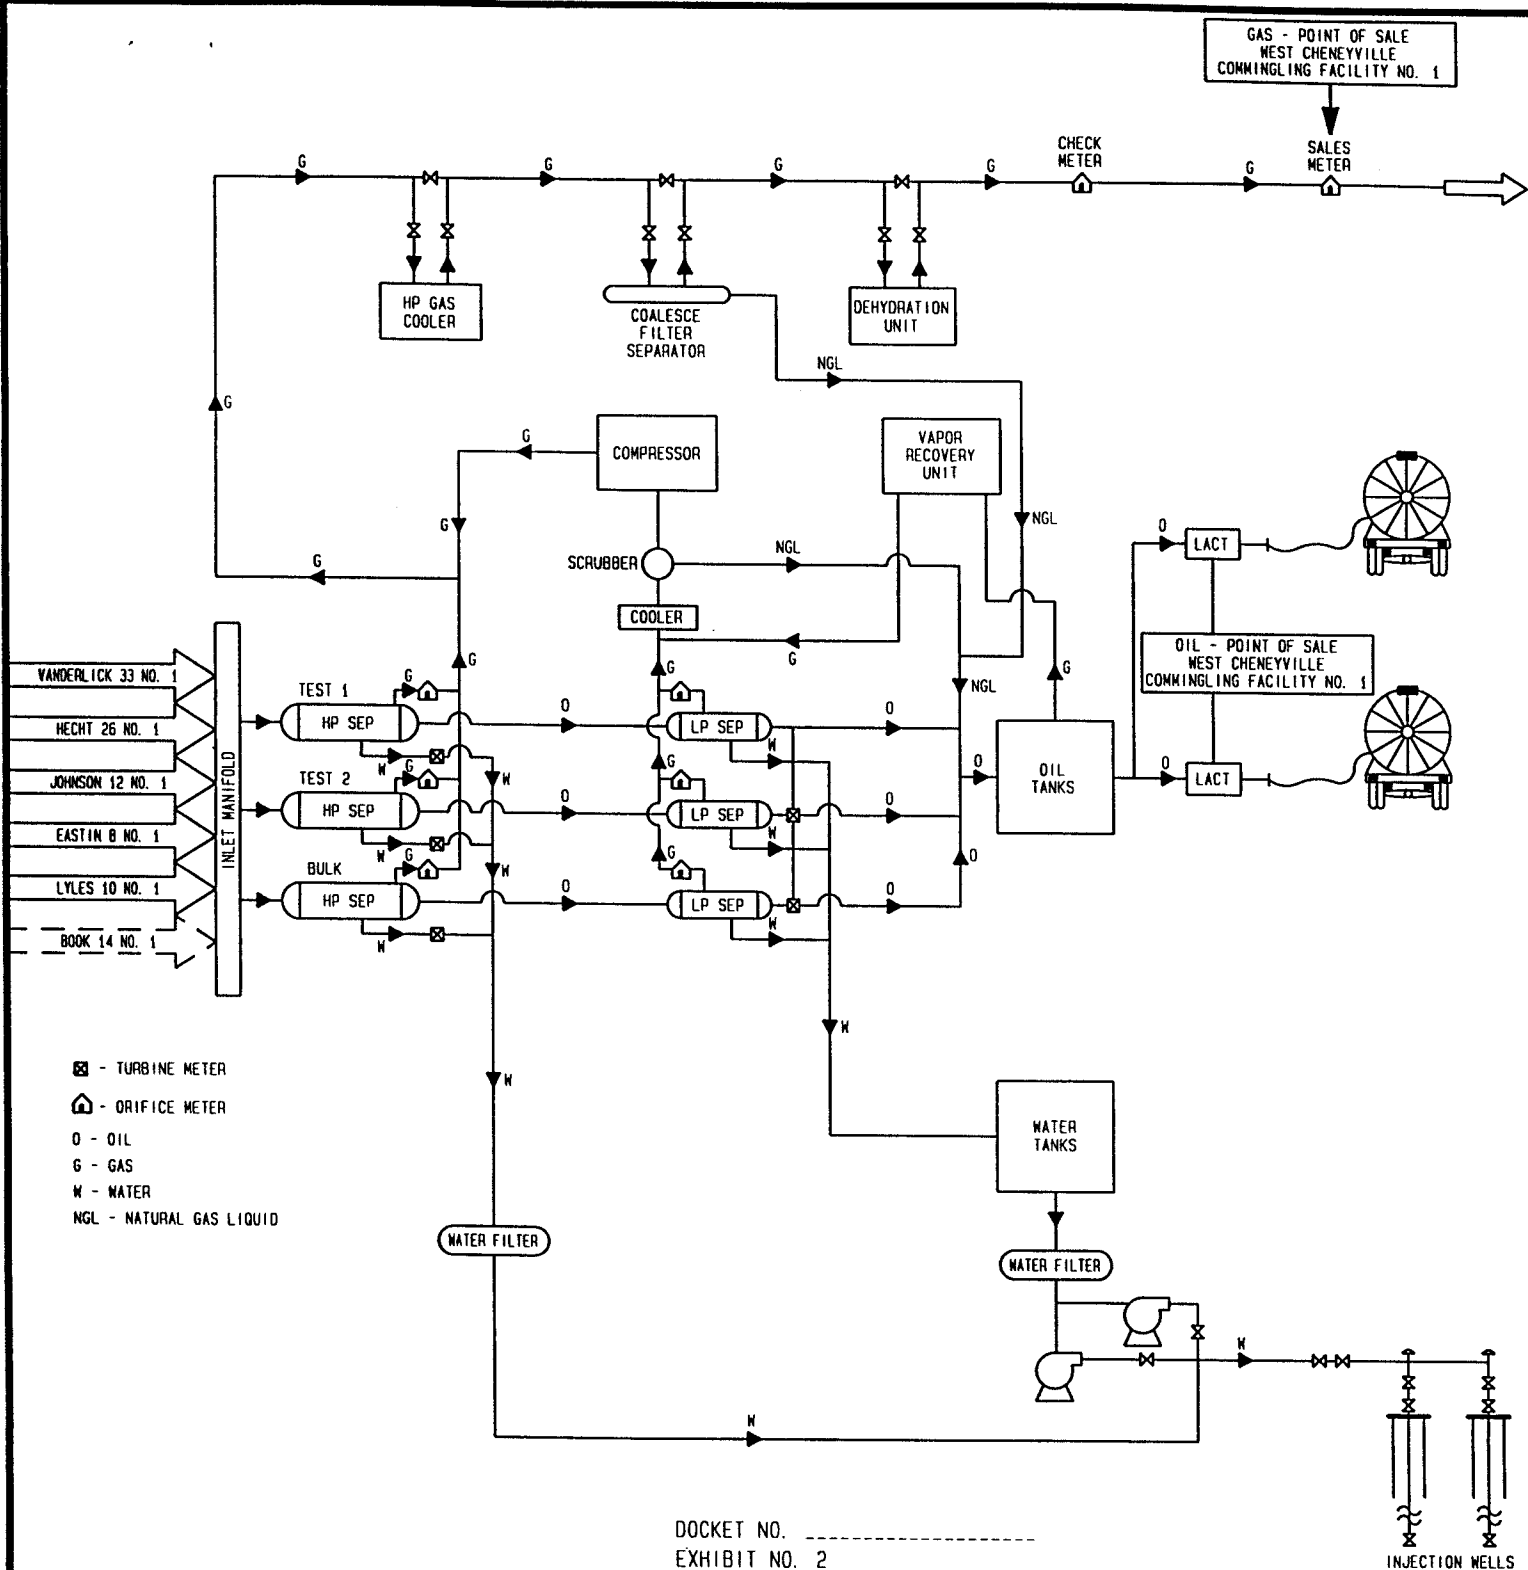 GAS - POINT OF SALE
WEST CHENEYVILLE
COMMINGLING FACILITY NO. 1
CHECK
METER
SALES
METER
G
G
G
G
G
HP GAS
COOLER
COALESCE
FILTER
SEPARATOR
DEHYDRATION
UNIT
NGL
G
G
COMPRESSOR
VAPOR
RECOVERY
UNIT
G
NGL
O
LACT
G
SCRUBBER
NGL
COOLER
G
OIL - POINT OF SALE
WEST CHENEYVILLE
COMMINGLING FACILITY NO. 1
VANDERLICK 33 NO. 1
HECHT 26 NO. 1
JOHNSON 12 NO. 1
EASTIN 8 NO. 1
LYLES 10 NO. 1
BOOK 14 NO. 1
INLET MANIFOLD
TEST 1
G
G
HP SEP
O
G
LP SEP
O
NGL
G
W
W
W
TEST 2
G
HP SEP
O
G
LP SEP
O
O
OIL
TANKS
O
LACT
W
W
W
BULK
G
HP SEP
O
G
LP SEP
O
O
W
W
W
W
- TURBINE METER
- ORIFICE METER
O - OIL
G - GAS
W - WATER
NGL - NATURAL GAS LIQUID
WATER
TANKS
WATER FILTER
WATER FILTER
W
W
INJECTION WELLS
DOCKET NO.
EXHIBIT NO. 2